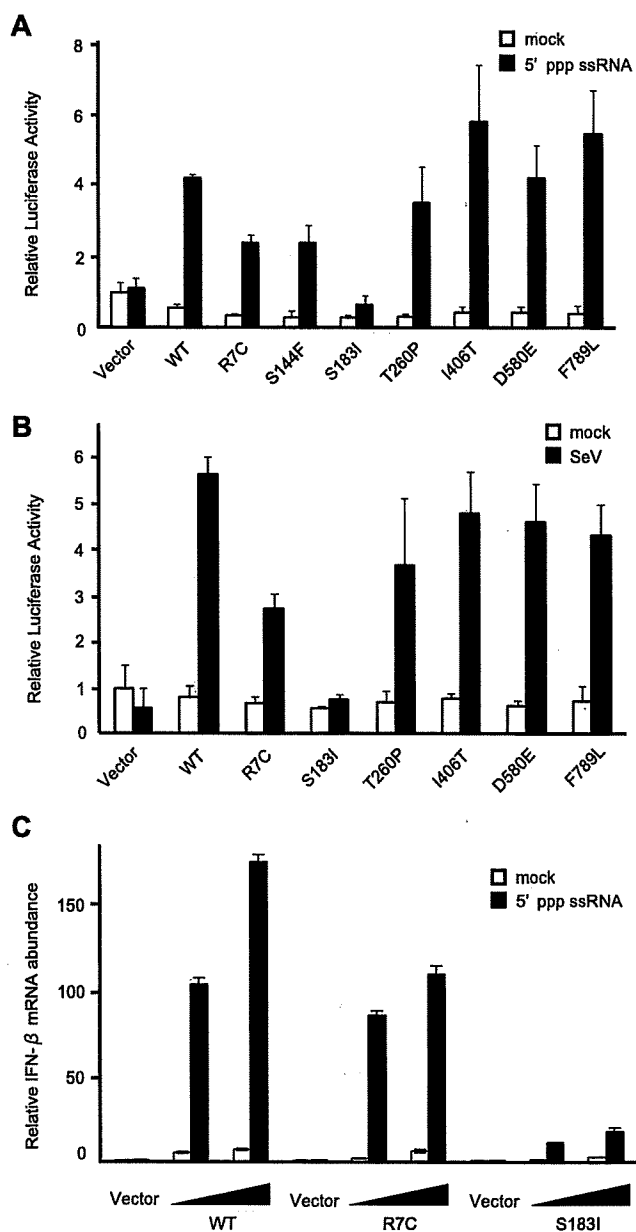 A
mock
5' ppp ssRNA
Relative Luciferase Activity
8
6
4
2
0
Vector
WT
R7C
S144F
S183I
T260P
I406T
D580E
F789L
B
mock
SeV
Relative Luciferase Activity
6
5
4
3
2
1
0
Vector
WT
R7C
S183I
T260P
I406T
D580E
F789L
C
mock
5' ppp ssRNA
Relative IFN-β mRNA abundance
150
100
50
0
Vector
Vector
Vector
WT
R7C
S183I